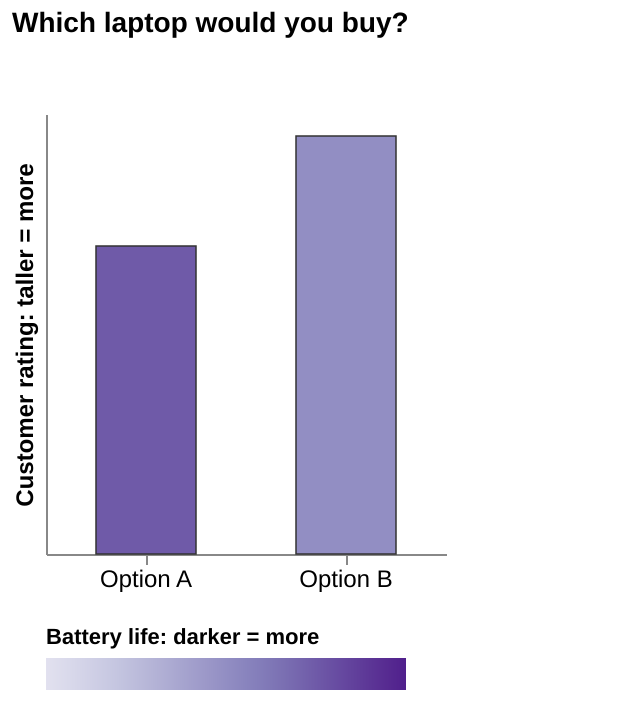 Which laptop would you buy?
Customer rating: taller = more
Option A
Option B
Battery life: darker = more